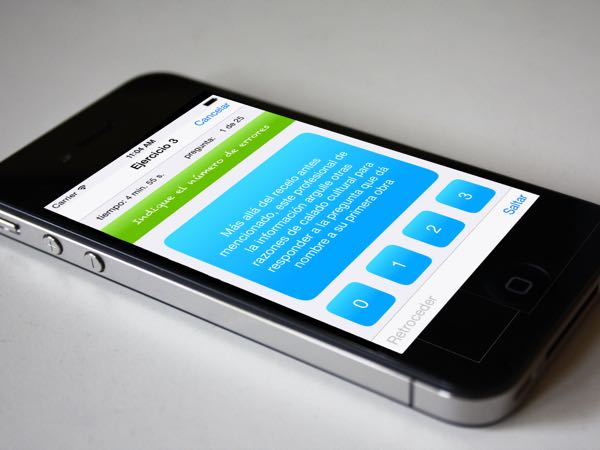 Carrier 11:04 AM
Ejercicio 3 Cancelar
tiempo: 4 min. 55 s. pregunta: 1 de 25
Indique el número de errores
Más allá del recelo antes
mencionado, este profesional de
la información argulle otras
razones de calado cultural para
responder a la pregunta que dá
nombre a su primera obra
0 1 2 3
Retroceder Saltar